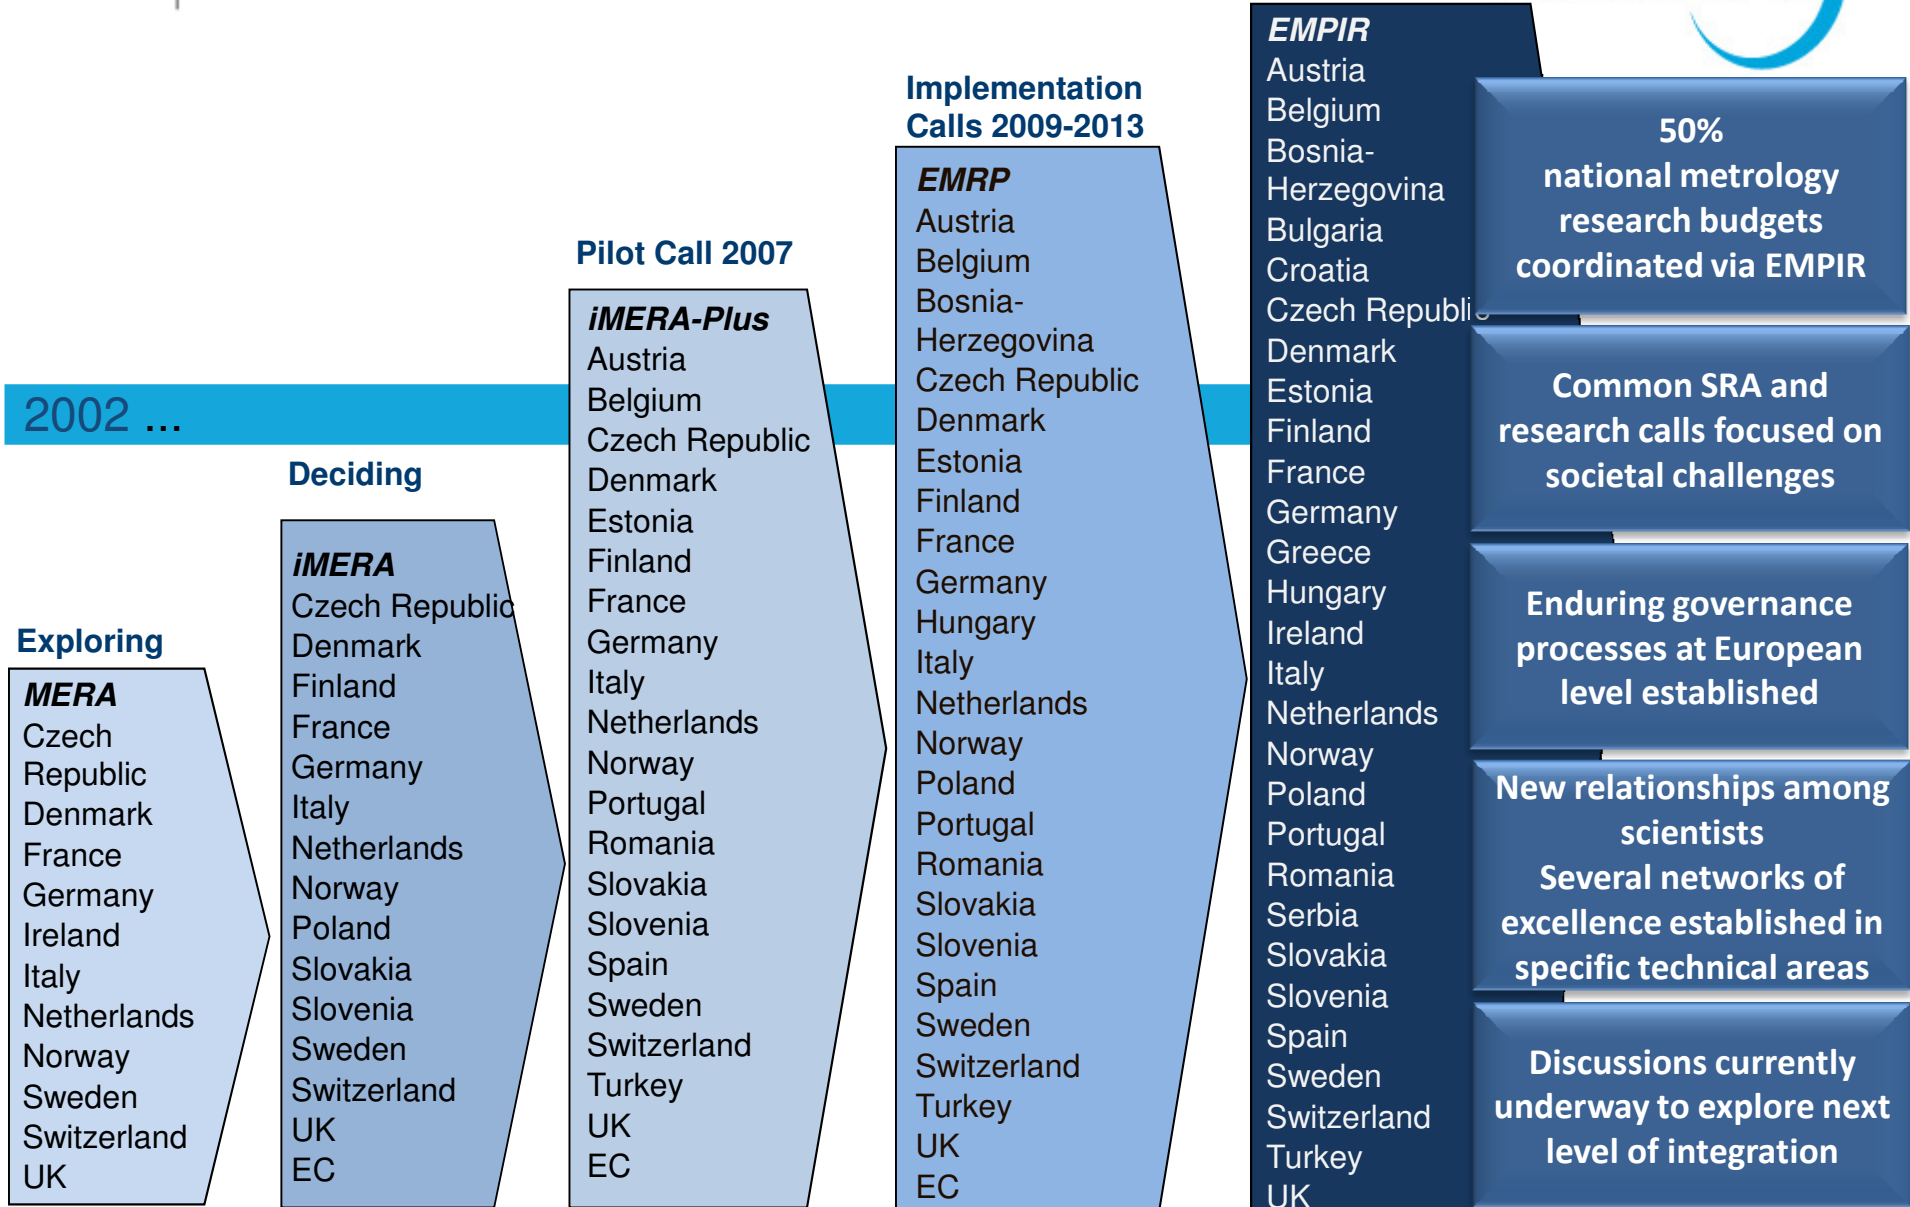 2002 ...
Exploring
MERA
Czech
Republic
Denmark
France
Germany
Ireland
Italy
Netherlands
Norway
Sweden
Switzerland
UK
Deciding
iMERA
Czech Republic
Denmark
Finland
France
Germany
Italy
Netherlands
Norway
Poland
Slovakia
Slovenia
Sweden
Switzerland
UK
EC
Pilot Call 2007
iMERA-Plus
Austria
Belgium
Czech Republic
Denmark
Estonia
Finland
France
Germany
Italy
Netherlands
Norway
Portugal
Romania
Slovakia
Slovenia
Spain
Sweden
Switzerland
Turkey
UK
EC
Implementation
Calls 2009-2013
EMRP
Austria
Belgium
Bosnia-
Herzegovina
Czech Republic
Denmark
Estonia
Finland
France
Germany
Hungary
Italy
Netherlands
Norway
Poland
Portugal
Romania
Slovakia
Slovenia
Spain
Sweden
Switzerland
Turkey
UK
EC
EMPIR
Austria
Belgium
Bosnia-
Herzegovina
Bulgaria
Croatia
Czech Republic
Denmark
Estonia
Finland
France
Germany
Greece
Hungary
Ireland
Italy
Netherlands
Norway
Poland
Portugal
Romania
Serbia
Slovakia
Slovenia
Spain
Sweden
Switzerland
Turkey
UK
50%
national metrology
research budgets
coordinated via EMPIR
Common SRA and
research calls focused on
societal challenges
Enduring governance
processes at European
level established
New relationships among
scientists
Several networks of
excellence established in
specific technical areas
Discussions currently
underway to explore next
level of integration